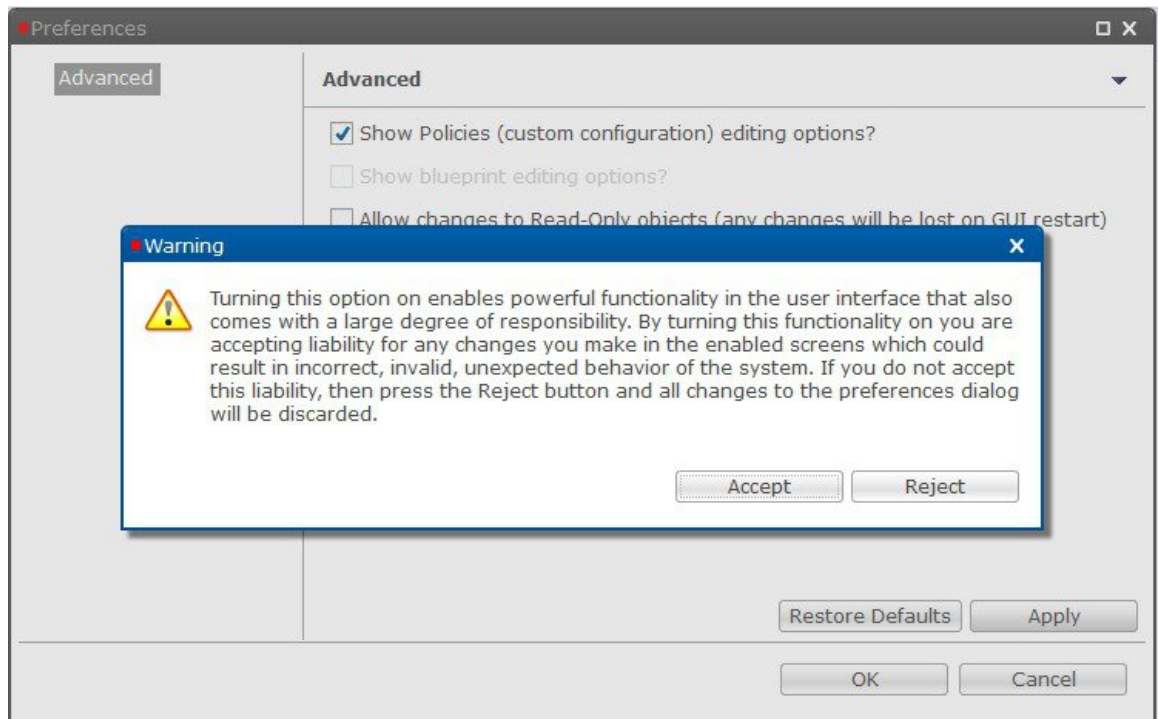 Preferences
Advanced
Advanced
Show Policies (custom configuration) editing options?
Show blueprint editing options?
Allow changes to Read-Only objects (any changes will be lost on GUI restart)
Warning
Turning this option on enables powerful functionality in the user interface that also
comes with a large degree of responsibility. By turning this functionality on you are
accepting liability for any changes you make in the enabled screens which could
result in incorrect, invalid, unexpected behavior of the system. If you do not accept
this liability, then press the Reject button and all changes to the preferences dialog
will be discarded.
Accept
Reject
Restore Defaults
Apply
OK
Cancel